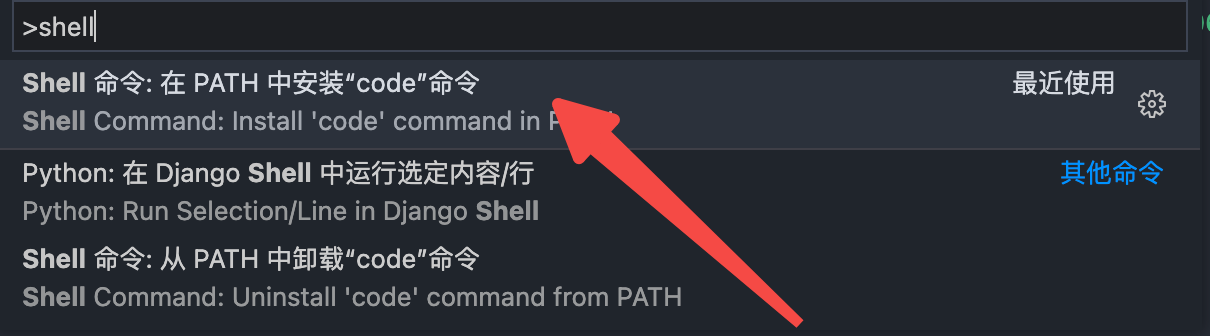 >shell
Shell 命令: 在 PATH 中安装“code”命令
最近使用
Shell Command: Install 'code' command in
Python: 在 Django Shell 中运行选定内容/行
其他命令
Python: Run Selection/Line in Django Shell
Shell 命令: 从 PATH 中卸载“code”命令
Shell Command: Uninstall 'code' command from PATH